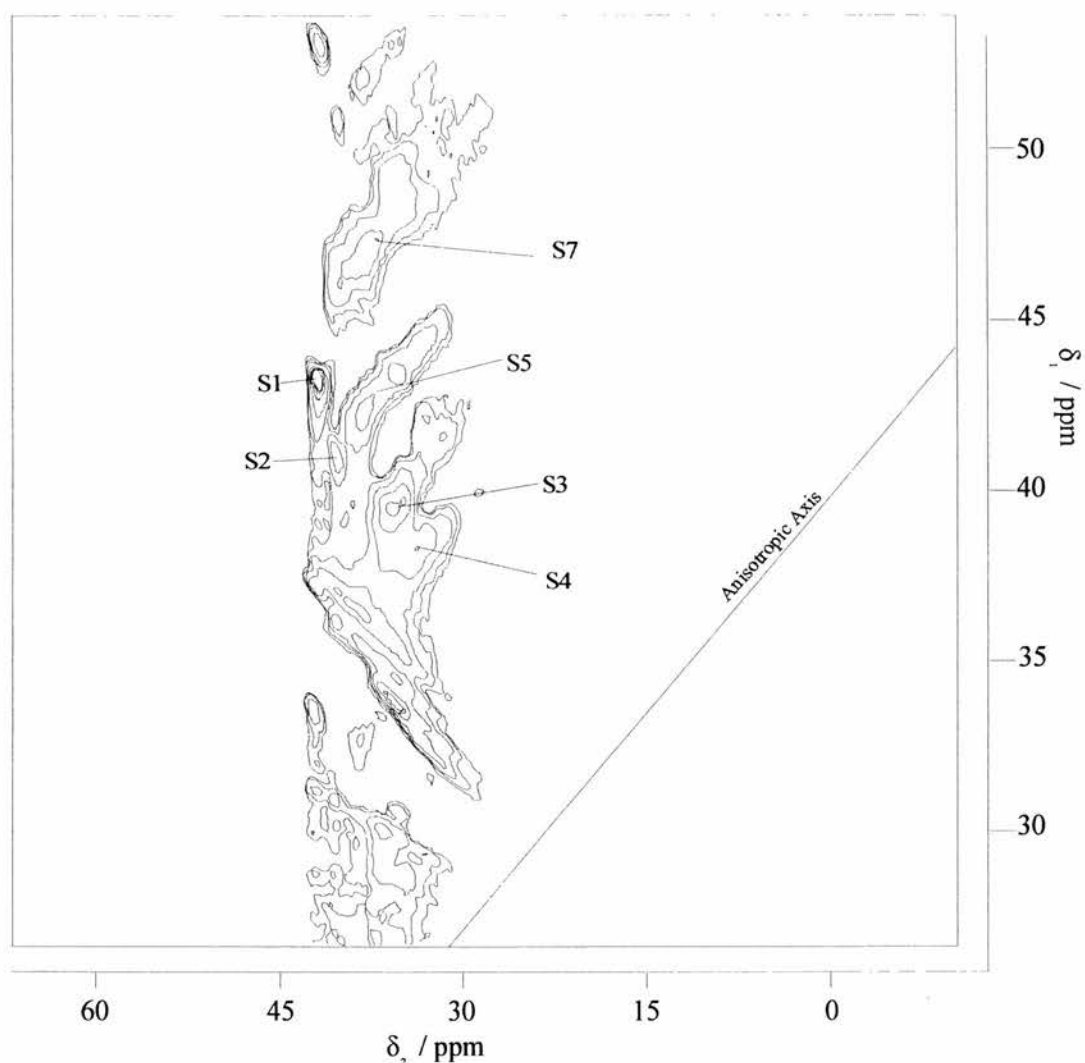 50
S7
45
δ₁ / ppm
S5
S1
S2
S3
40
S4
Anisotropic Axis
35
30
60
45
30
15
0
δ₂ / ppm